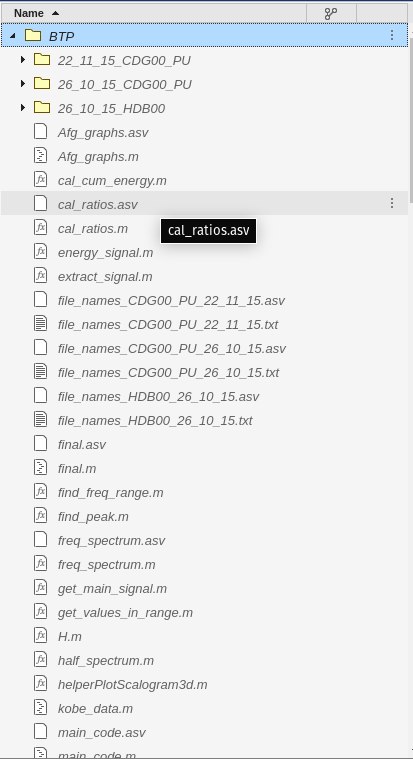 Name
BTP
22_11_15_CDG00_PU
26_10_15_CDG00_PU
26_10_15_HDB00
Afg_graphs.asv
Afg_graphs.m
cal_cum_energy.m
cal_ratios.asv
cal_ratios.m
cal_ratios.asv
energy_signal.m
extract_signal.m
file_names_CDG00_PU_22_11_15.asv
file_names_CDG00_PU_22_11_15.txt
file_names_CDG00_PU_26_10_15.asv
file_names_CDG00_PU_26_10_15.txt
file_names_HDB00_26_10_15.asv
file_names_HDB00_26_10_15.txt
final.asv
final.m
find_freq_range.m
find_peak.m
freq_spectrum.asv
freq_spectrum.m
get_main_signal.m
get_values_in_range.m
H.m
half_spectrum.m
helperPlotScalogram3d.m
kobe_data.m
main_code.asv
main_code.m